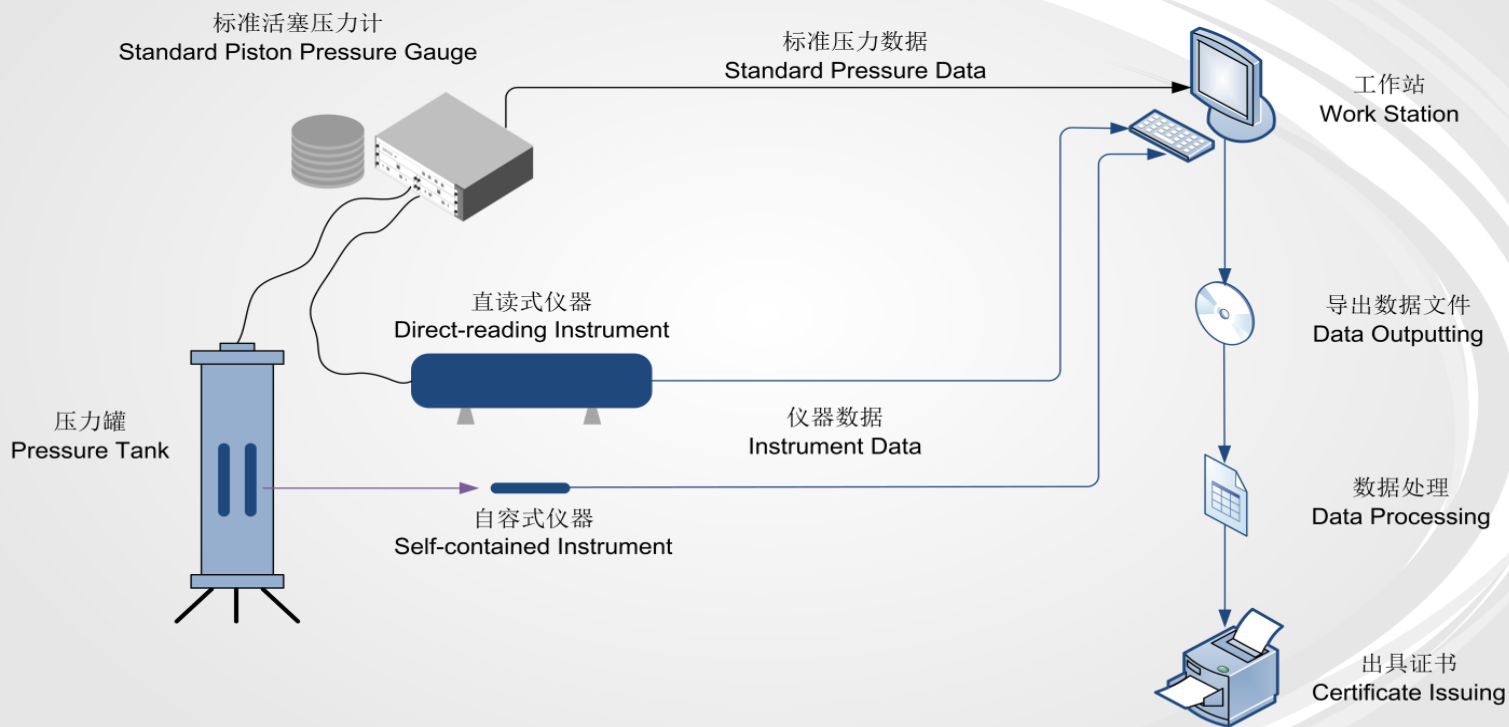 标准活塞压力计
Standard Piston Pressure Gauge
标准压力数据
Standard Pressure Data
工作站
Work Station
直读式仪器
Direct-reading Instrument
导出数据文件
Data Outputting
压力罐
Pressure Tank
仪器数据
Instrument Data
自容式仪器
Self-contained Instrument
数据处理
Data Processing
出具证书
Certificate Issuing